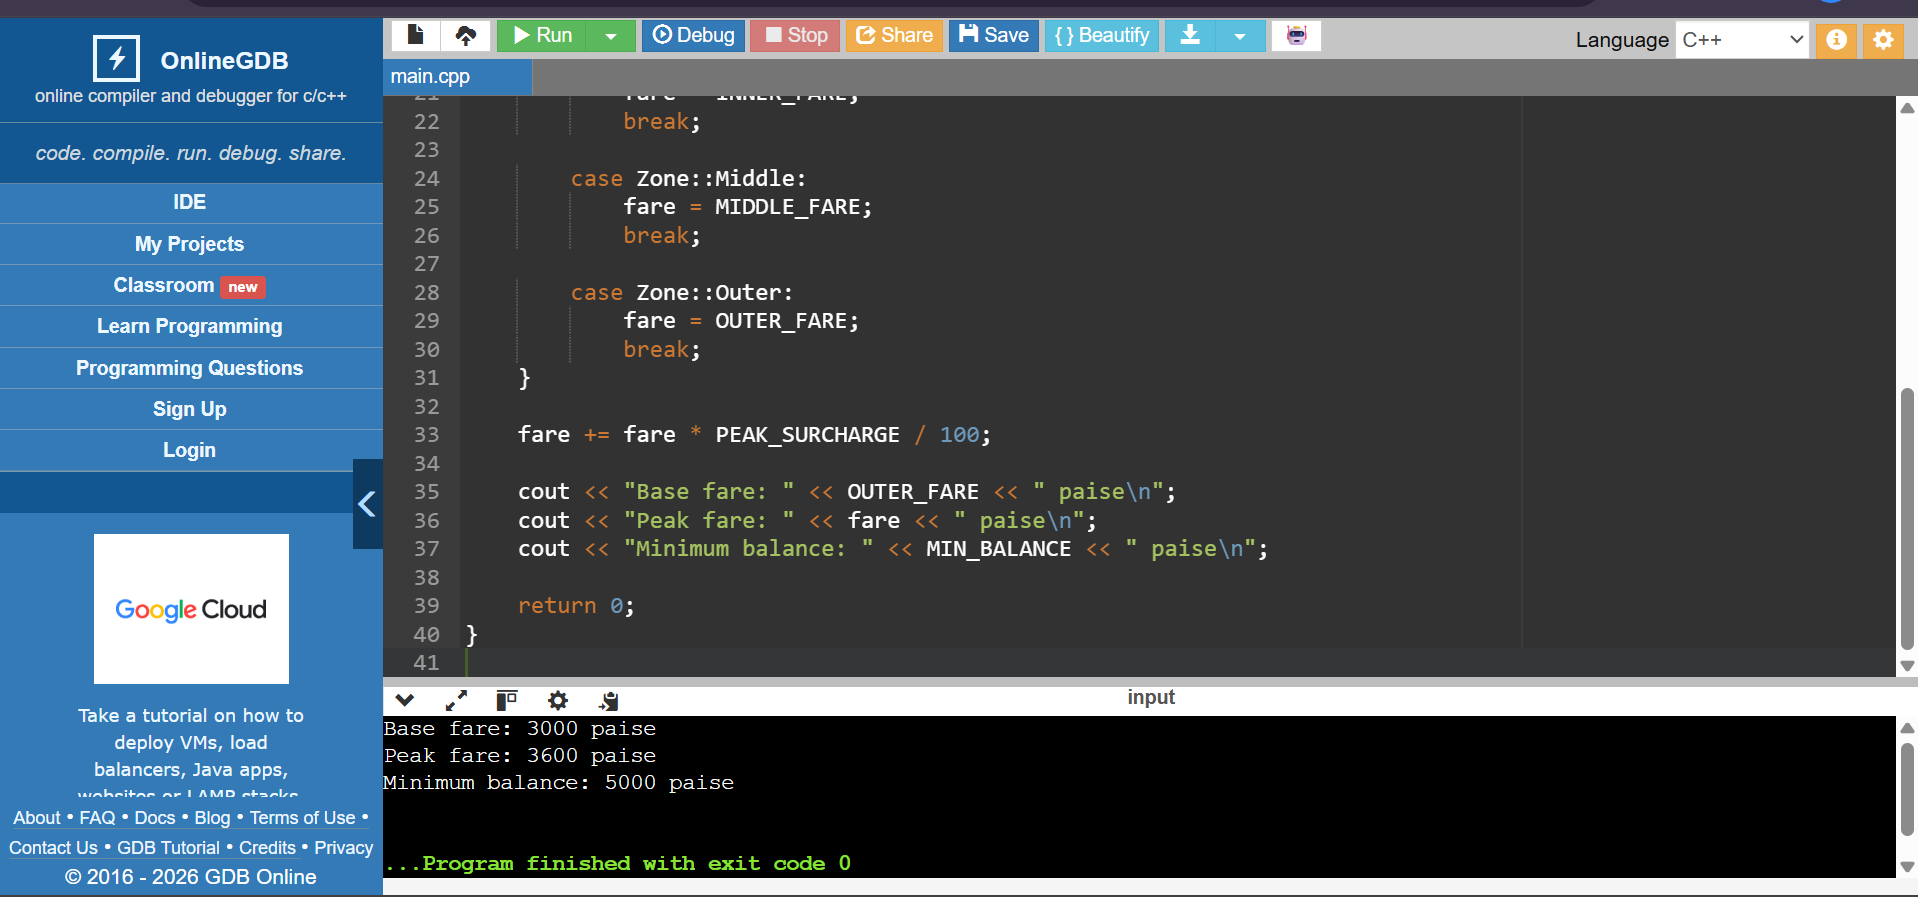 OnlineGDB
online compiler and debugger for c/c++
code. compile. run. debug. share.
IDE
My Projects
Classroom new
Learn Programming
Programming Questions
Sign Up
Login
Google Cloud
Take a tutorial on how to
deploy VMs, load
balancers, Java apps,
websites or LAMP stacks
About • FAQ • Docs • Blog • Terms of Use •
Contact Us • GDB Tutorial • Credits • Privacy
© 2016 - 2026 GDB Online
Run Debug Stop Share Save { } Beautify Language C++
main.cpp
21 fare = INNER_FARE;
22 break;
23
24 case Zone::Middle:
25 fare = MIDDLE_FARE;
26 break;
27
28 case Zone::Outer:
29 fare = OUTER_FARE;
30 break;
31 }
32
33 fare += fare * PEAK_SURCHARGE / 100;
34
35 cout << "Base fare: " << OUTER_FARE << " paise\n";
36 cout << "Peak fare: " << fare << " paise\n";
37 cout << "Minimum balance: " << MIN_BALANCE << " paise\n";
38
39 return 0;
40 }
41
input
Base fare: 3000 paise
Peak fare: 3600 paise
Minimum balance: 5000 paise
...Program finished with exit code 0